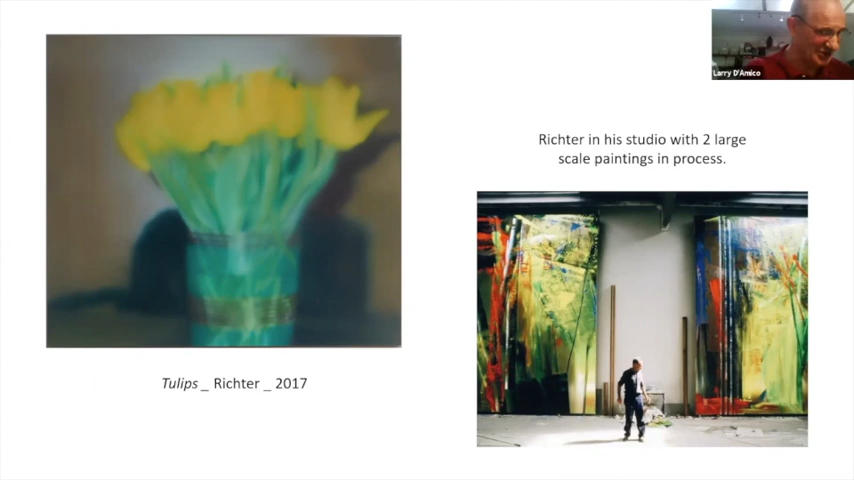 Larry D'Amico
Richter in his studio with 2 large
scale paintings in process.
Tulips _ Richter _ 2017